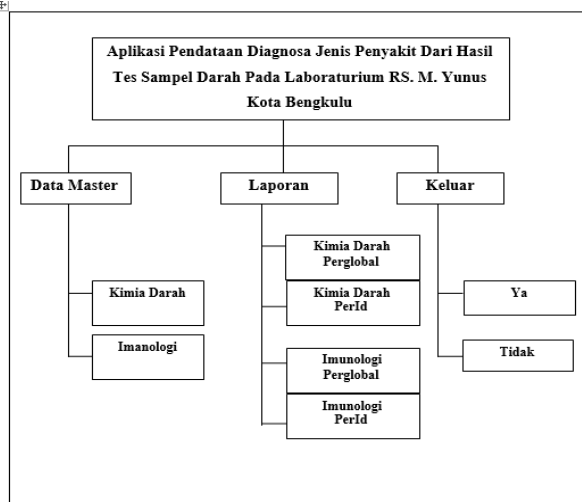 Aplikasi Pendataan Diagnosa Jenis Penyakit Dari Hasil
Tes Sampel Darah Pada Laboraturium RS. M. Yunus
Kota Bengkulu
Data Master
Laporan
Keluar
Kimia Darah
Imanologi
Kimia Darah
Perglobal
Kimia Darah
PerId
Imunologi
Perglobal
Imunologi
PerId
Ya
Tidak